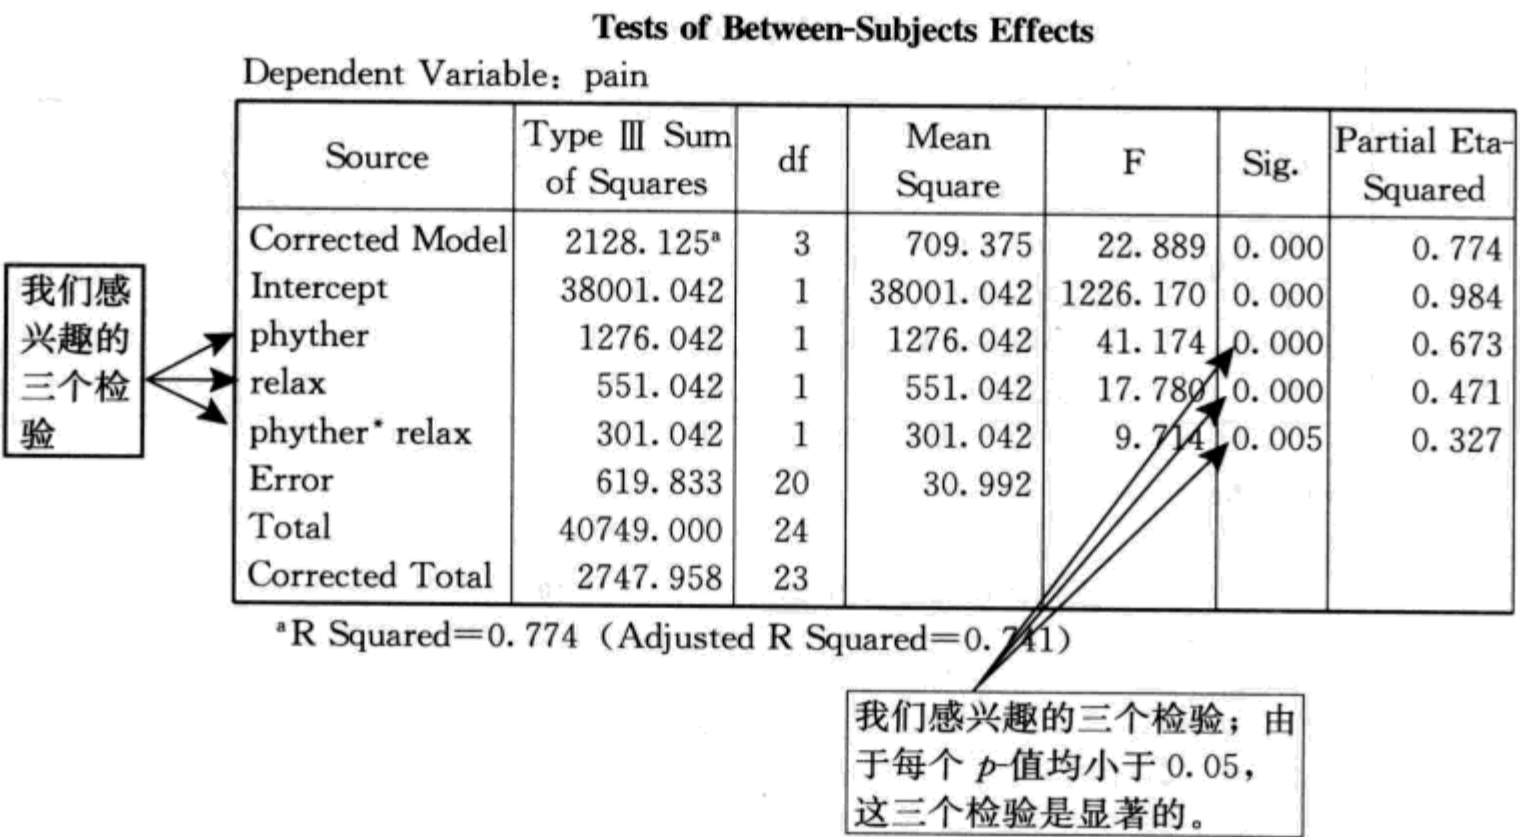 Tests of Between-Subjects Effects
Dependent Variable: pain
Source Type Ⅲ Sum of Squares df Mean Square F Sig. Partial Eta-Squared
Corrected Model 2128.125ᵃ 3 709.375 22.889 0.000 0.774
Intercept 38001.042 1 38001.042 1226.170 0.000 0.984
phyther 1276.042 1 1276.042 41.174 0.000 0.673
relax 551.042 1 551.042 17.780 0.000 0.471
phyther* relax 301.042 1 301.042 9.714 0.005 0.327
Error 619.833 20 30.992
Total 40749.000 24
Corrected Total 2747.958 23
ᵃR Squared=0.774 (Adjusted R Squared=0.741)
我们感
兴趣的
三个检
验
我们感兴趣的三个检验；由
于每个 p-值均小于 0.05，
这三个检验是显著的。